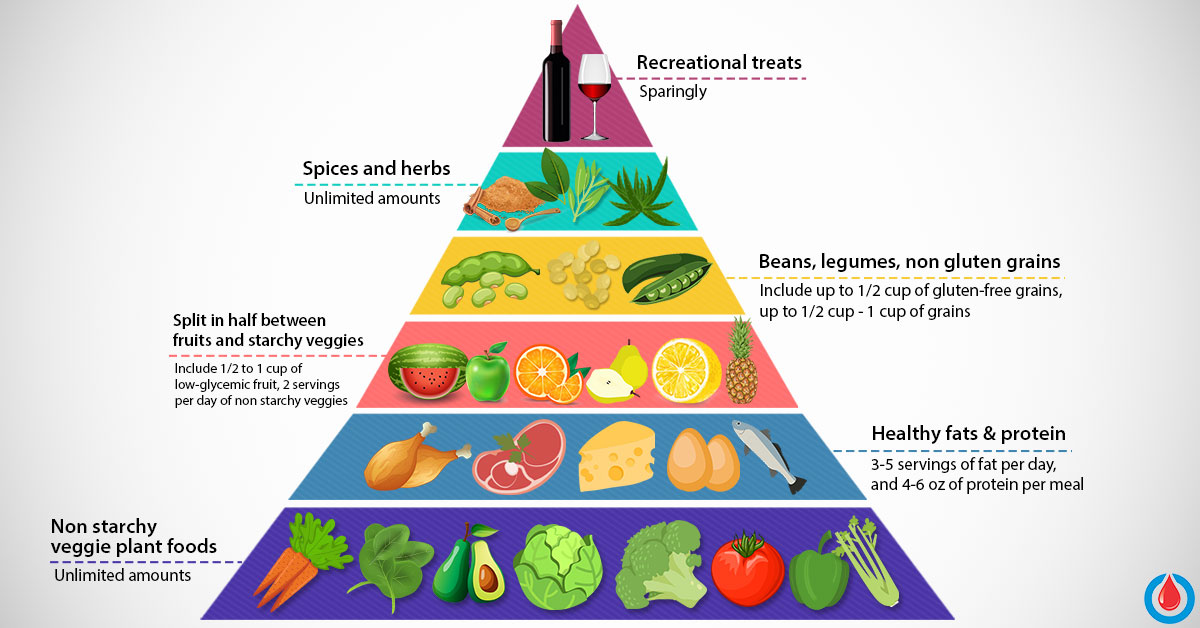 Recreational treats
Sparingly
Spices and herbs
Unlimited amounts
Beans, legumes, non gluten grains
Include up to 1/2 cup of gluten-free grains,
up to 1/2 cup - 1 cup of grains
Split in half between
fruits and starchy veggies
Include 1/2 to 1 cup of
low-glycemic fruit, 2 servings
per day of non starchy veggies
Healthy fats & protein
3-5 servings of fat per day,
and 4-6 oz of protein per meal
Non starchy
veggie plant foods
Unlimited amounts